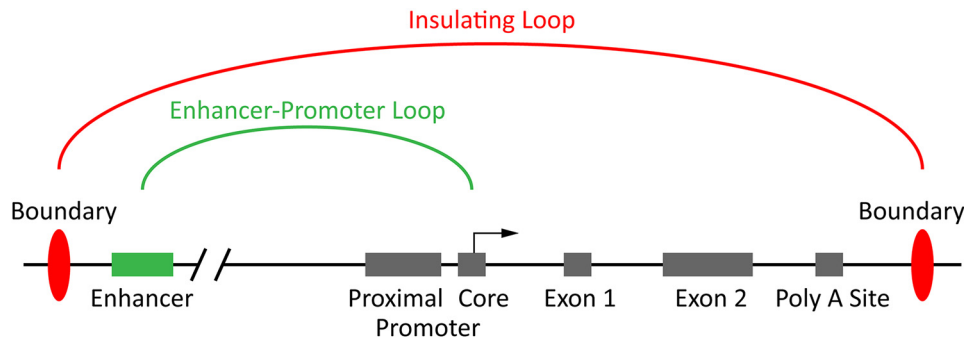 Insulating Loop
Enhancer-Promoter Loop
Boundary
Boundary
Enhancer
Proximal Core
Promoter
Exon 1
Exon 2
Poly A Site